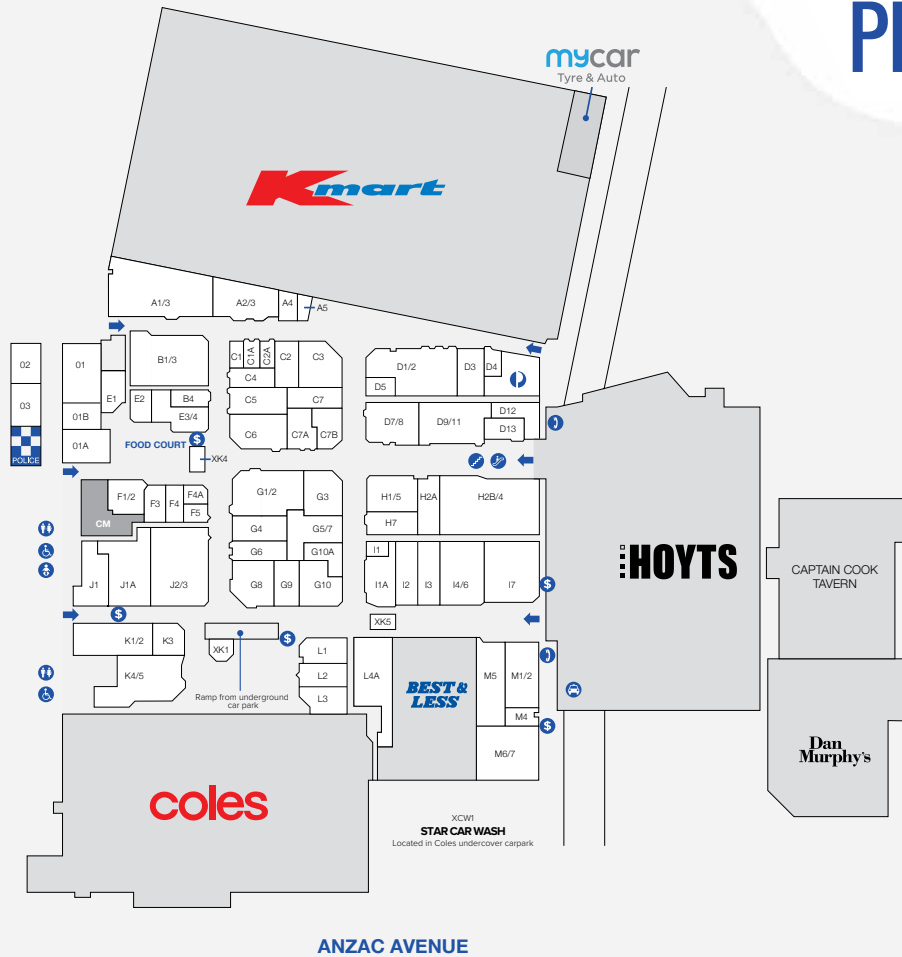 PL
mycar
Tyre & Auto
Kmart
A1/3
A2/3
A4
A5
02
03
POLICE
01
01B
01A
E1
B1/3
E2
B4
E3/4
FOOD COURT
$
XK4
C1
C1A
C2A
C2
C3
C4
C5
C7
C6
C7A
C7B
D1/2
D3
D4
D5
D7/8
D9/11
D12
D13
CM
F1/2
F3
F4
F4A
F5
G1/2
G3
G4
G5/7
G6
G10A
G8
G9
G10
H1/5
H2A
H2B/4
H7
HOYTS
CAPTAIN COOK
TAVERN
J1
J1A
J2/3
$
I1
I1A
I2
I3
I4/6
I7
$
XK5
K1/2
K3
K4/5
XK1
$
Ramp from underground
car park
L1
L2
L3
L4A
BEST &
LESS
M5
M1/2
M4
$
M6/7
Dan
Murphy's
coles
XCW1
STAR CAR WASH
Located in Coles undercover carpark
ANZAC AVENUE